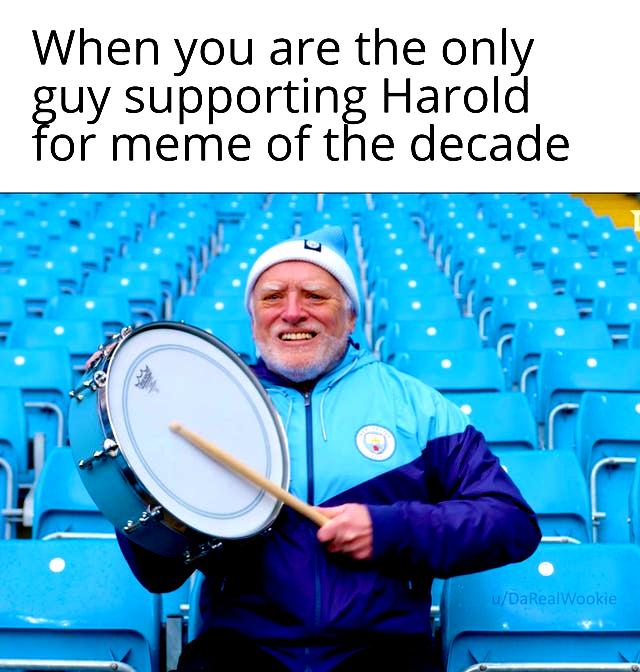 When you are the only
guy supporting Harold
for meme of the decade
u/DaRealWookie